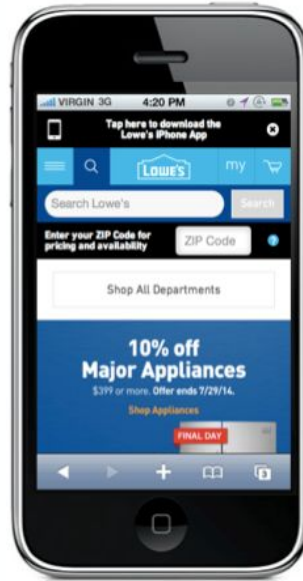 VIRGIN 3G 4:20 PM
Tap here to download the
Lowe's iPhone App
LOWE'S
my
Search Lowe's
Search
Enter your ZIP Code for
pricing and availability
ZIP Code
?
Shop All Departments
10% off
Major Appliances
$399 or more. Offer ends 7/29/14.
Shop Appliances
FINAL DAY
3